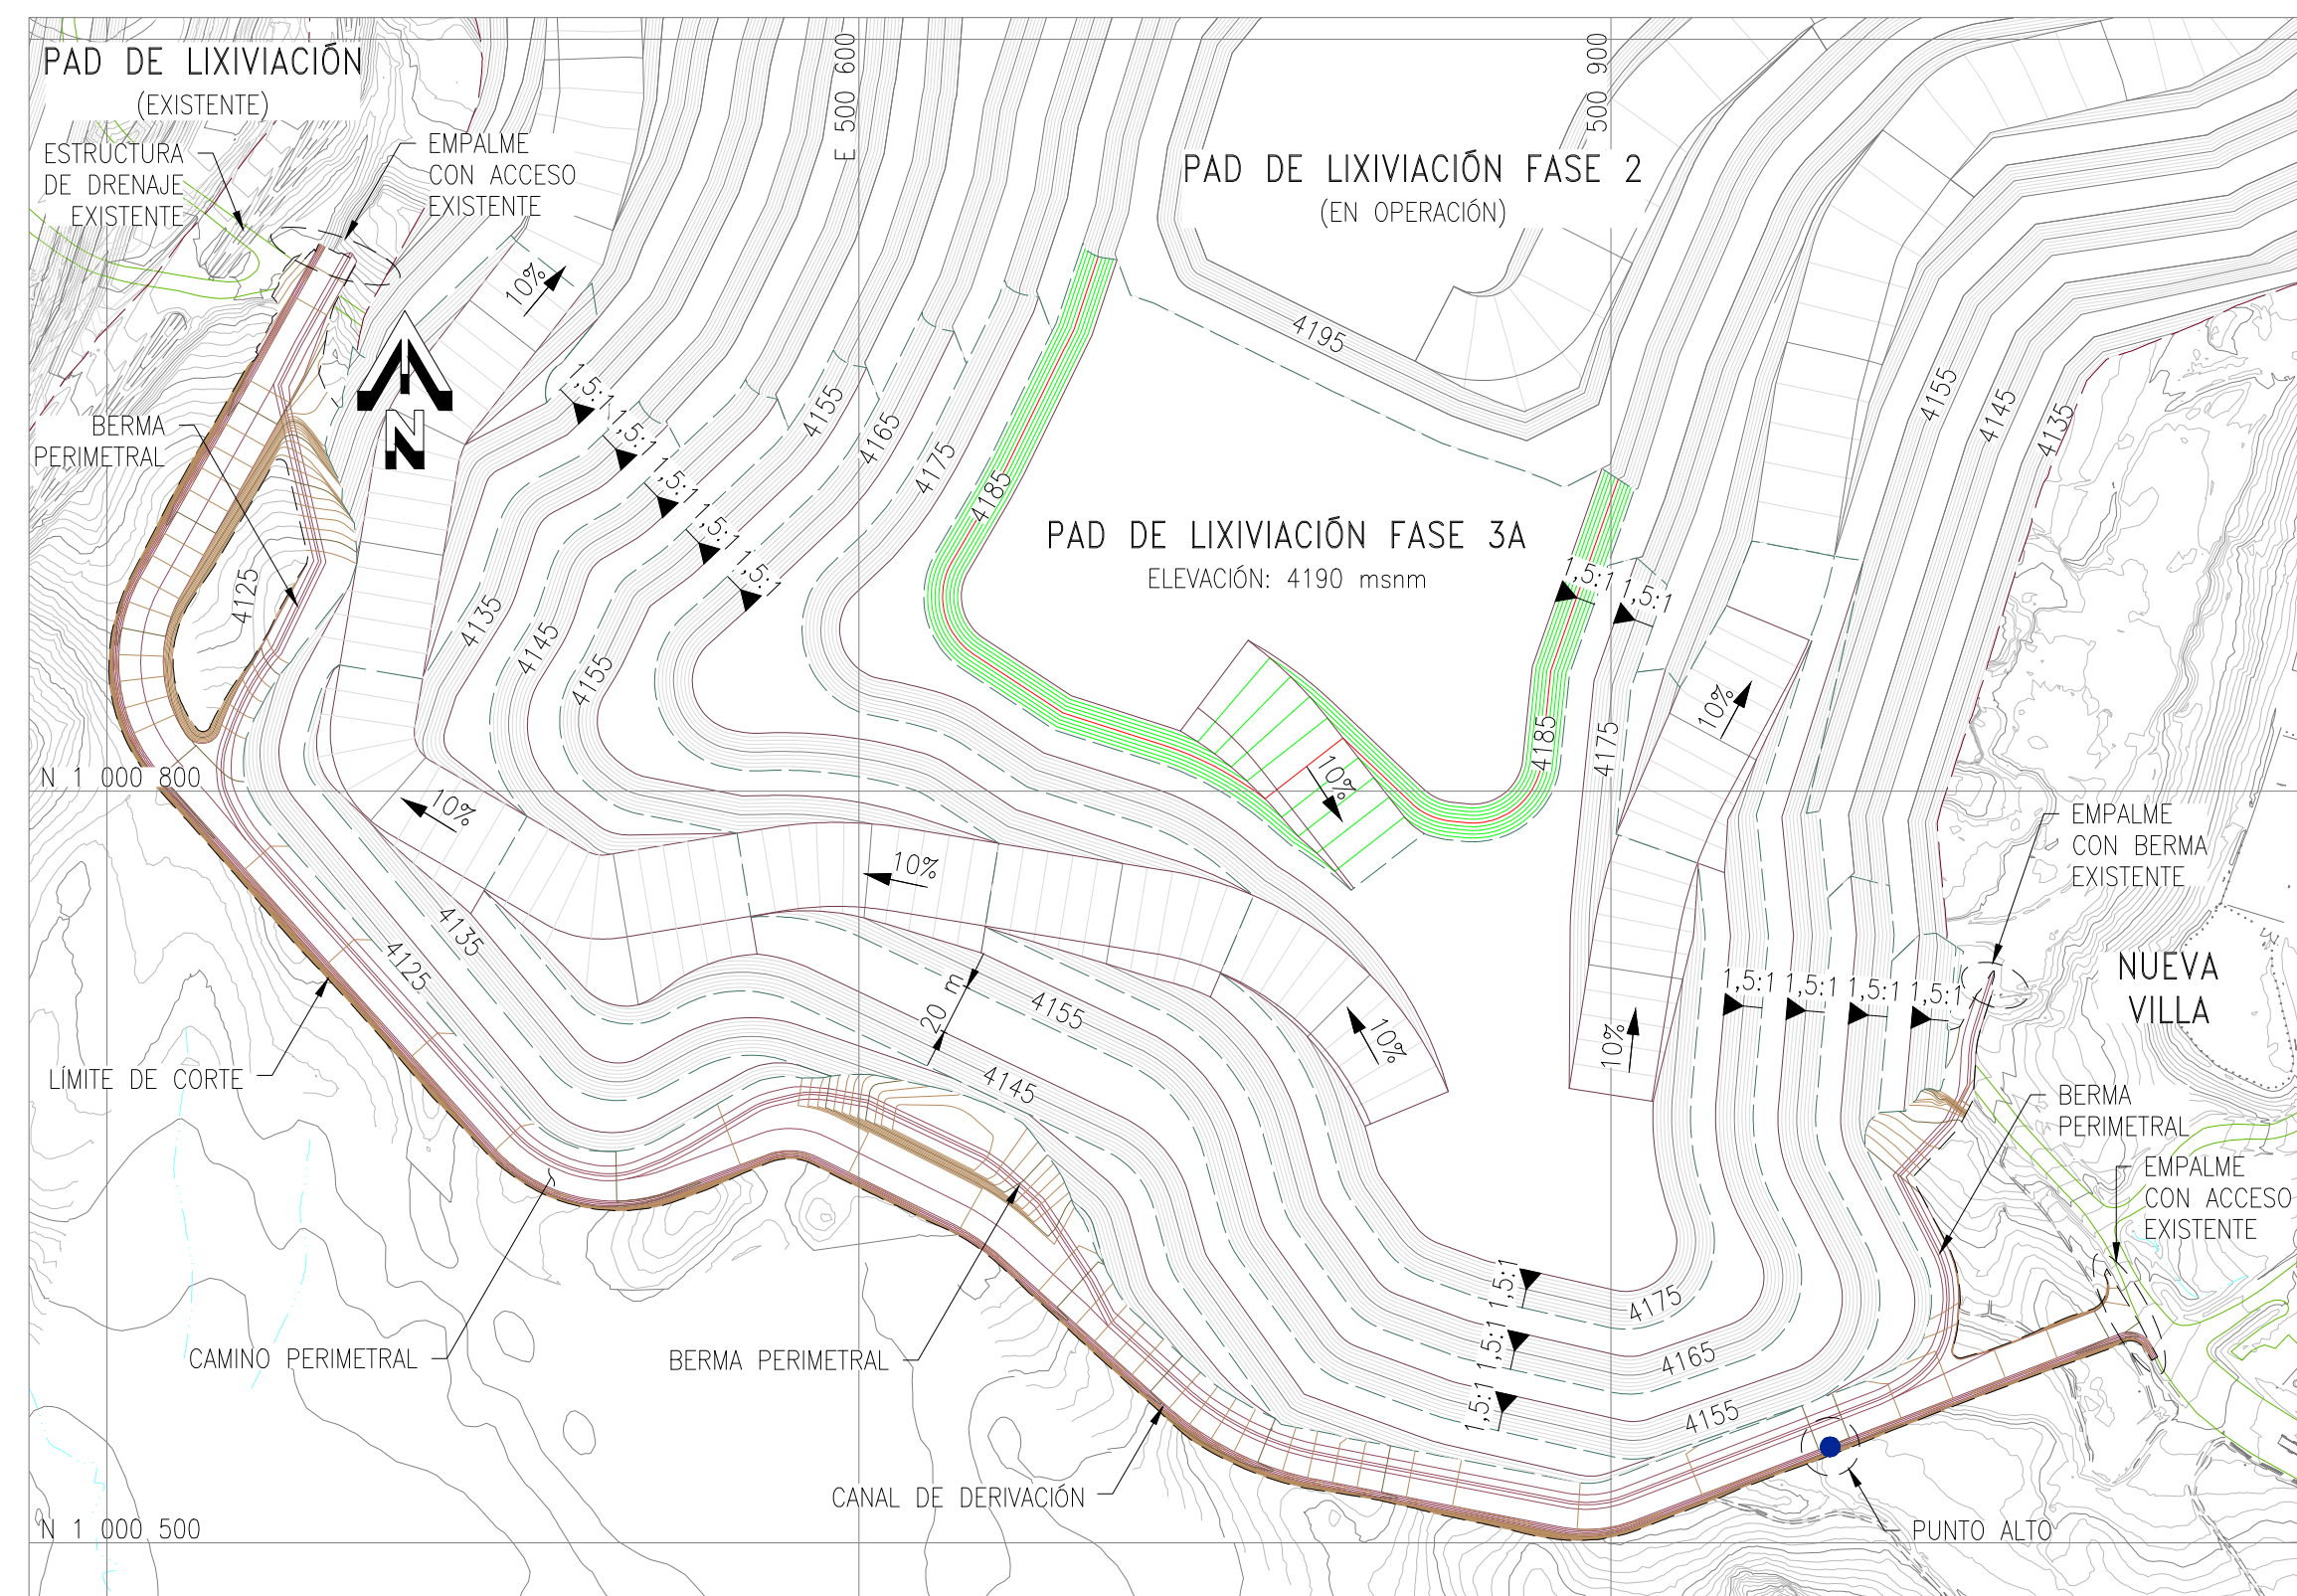 PAD DE LIXIVIACIÓN
(EXISTENTE)
ESTRUCTURA
DE DRENAJE
EXISTENTE
EMPALME
CON ACCESO
EXISTENTE
E 500 600
500 900
PAD DE LIXIVIACIÓN FASE 2
(EN OPERACIÓN)
4195
10%
N
BERMA
PERIMETRAL
1,5:1
1,5:1
1,5:1
1,5:1
1,5:1
4155
4165
4175
4185
4155
4145
4135
PAD DE LIXIVIACIÓN FASE 3A
ELEVACIÓN: 4190 msnm
1,5:1
1,5:1
4125
4135
4145
4155
10%
4185
4175
N 1 000 800
10%
10%
10%
EMPALME
CON BERMA
EXISTENTE
4135
4125
20 m
4155
4145
10%
10%
1,5:1
1,5:1
1,5:1
1,5:1
NUEVA
VILLA
LÍMITE DE CORTE
BERMA
PERIMETRAL
EMPALME
CON ACCESO
EXISTENTE
CAMINO PERIMETRAL
BERMA PERIMETRAL
1,5:1
1,5:1
1,5:1
4175
4165
4155
CANAL DE DERIVACIÓN
N 1 000 500
PUNTO ALTO